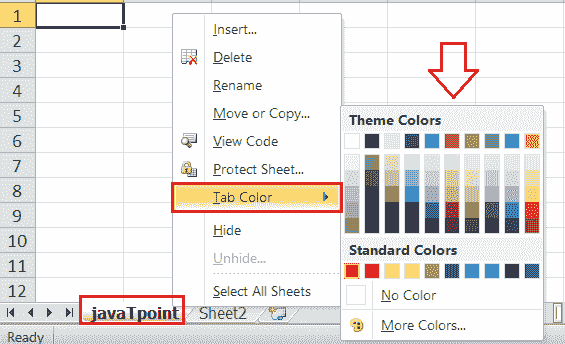 1
2
3
4
5
6
7
8
9
10
11
12
Insert...
Delete
Rename
Move or Copy...
View Code
Protect Sheet...
Tab Color
Hide
Unhide...
Select All Sheets
Theme Colors
Standard Colors
No Color
More Colors...
javaTpoint
Sheet2
Ready